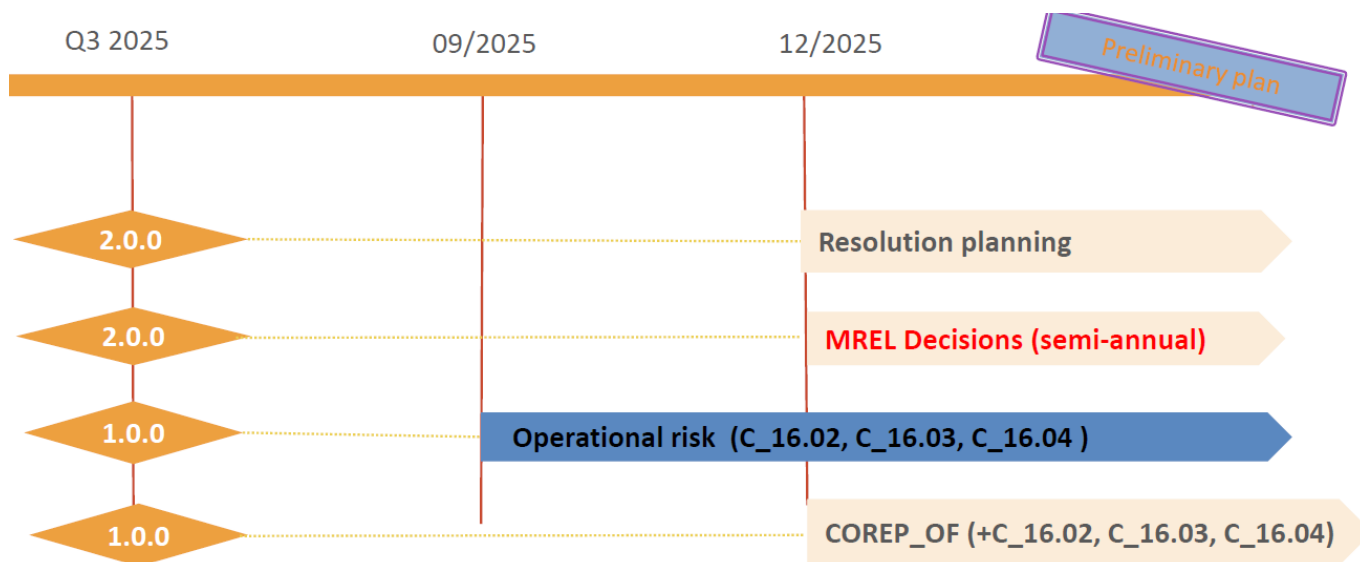 Q3 2025
09/2025
12/2025
Preliminary plan
2.0.0
Resolution planning
2.0.0
MREL Decisions (semi-annual)
1.0.0
Operational risk (C_16.02, C_16.03, C_16.04 )
1.0.0
COREP_OF (+C_16.02, C_16.03, C_16.04)